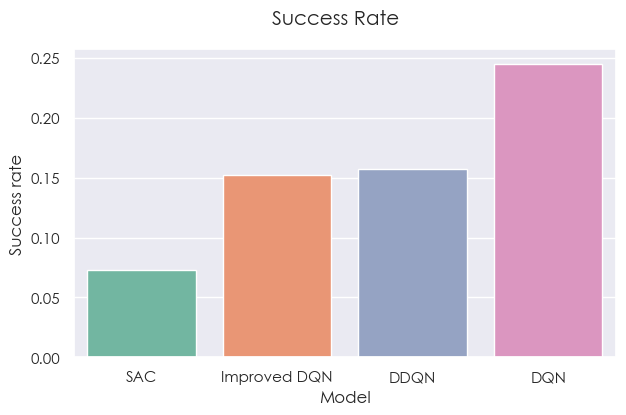 Success Rate
0.25
0.20
0.15
0.10
0.05
0.00
Success rate
SAC
Improved DQN
DDQN
DQN
Model